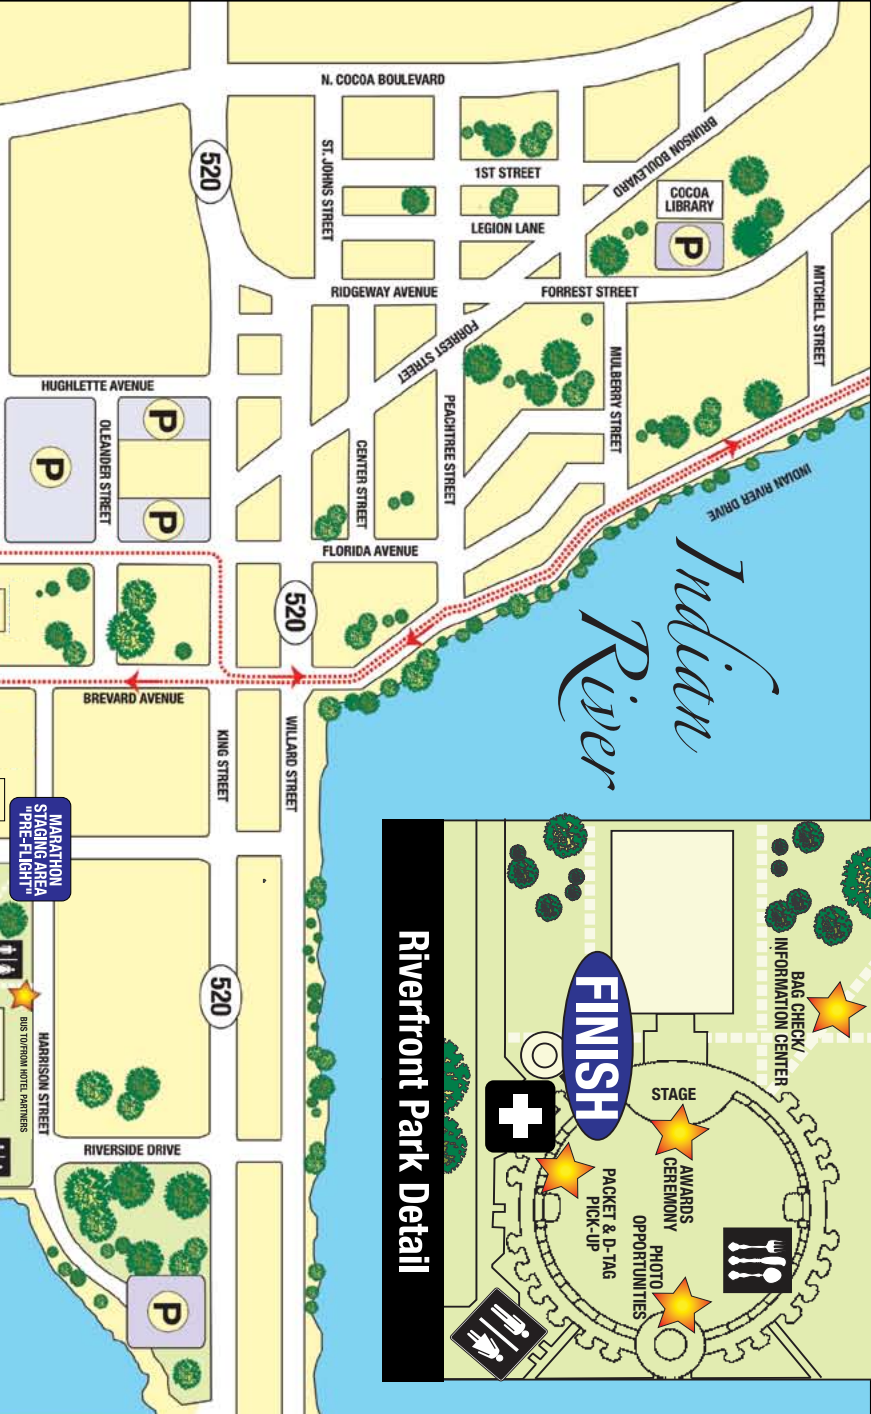 N. COCOA BOULEVARD
BRUNSON BOULEVARD
ST. JOHNS STREET
1ST STREET
COCOA
LIBRARY
P
520
LEGION LANE
RIDGEWAY AVENUE
FORREST STREET
MITCHELL STREET
FORREST STREET
MULBERRY STREET
HUGHLETTE AVENUE
P
OLEANDER STREET
P
P
PEACHTREE STREET
CENTER STREET
INDIAN RIVER DRIVE
FLORIDA AVENUE
520
Indian
River
BREVARD AVENUE
KING STREET
WILLARD STREET
MARATHON
STAGING AREA
"PRE-FLIGHT"
520
BUS TO/FROM HOTEL PARTNERS
HARRISON STREET
RIVERSIDE DRIVE
P
Riverfront Park Detail
BAG CHECK/
INFORMATION CENTER
FINISH
STAGE
AWARDS
CEREMONY
PACKET & D-TAG
PICK-UP
PHOTO
OPPORTUNITIES